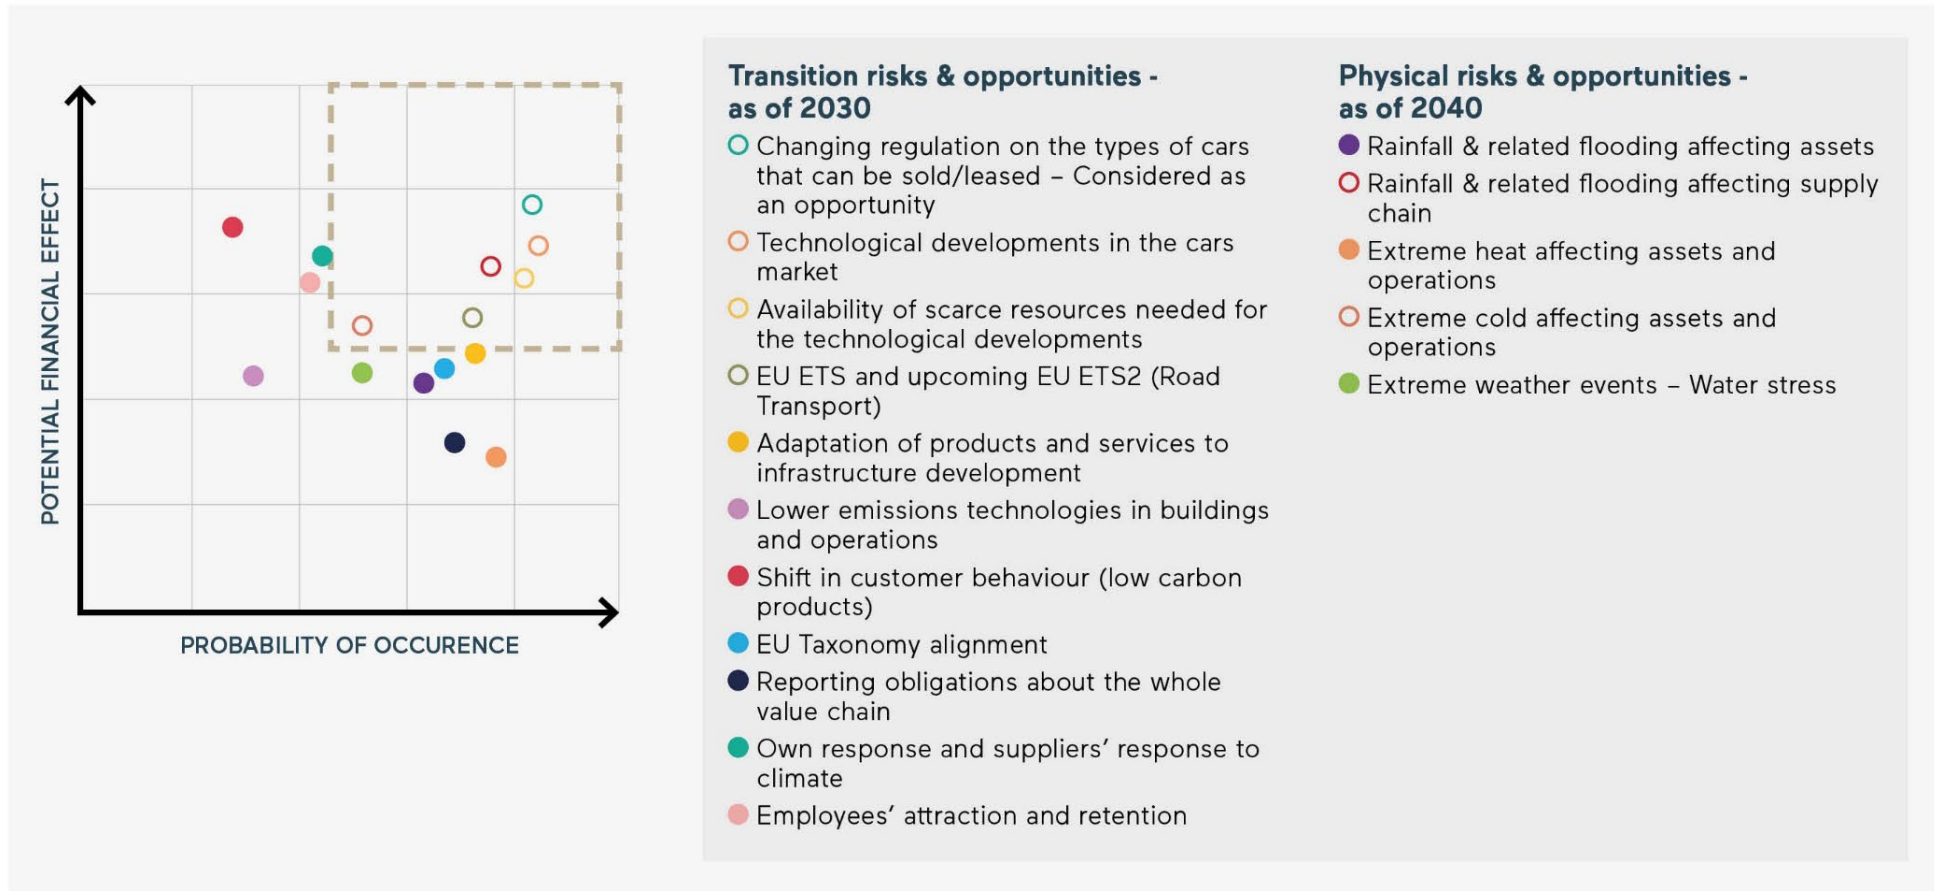 POTENTIAL FINANCIAL EFFECT
PROBABILITY OF OCCURENCE
Transition risks & opportunities -
as of 2030
Changing regulation on the types of cars
that can be sold/leased – Considered as
an opportunity
Technological developments in the cars
market
Availability of scarce resources needed for
the technological developments
EU ETS and upcoming EU ETS2 (Road
Transport)
Adaptation of products and services to
infrastructure development
Lower emissions technologies in buildings
and operations
Shift in customer behaviour (low carbon
products)
EU Taxonomy alignment
Reporting obligations about the whole
value chain
Own response and suppliers’ response to
climate
Employees’ attraction and retention
Physical risks & opportunities -
as of 2040
Rainfall & related flooding affecting assets
Rainfall & related flooding affecting supply
chain
Extreme heat affecting assets and
operations
Extreme cold affecting assets and
operations
Extreme weather events – Water stress